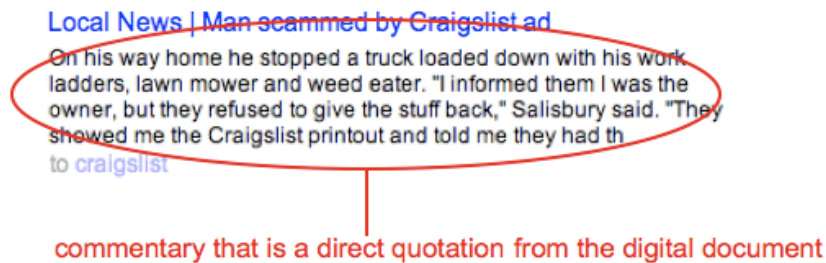 Local News | Man scammed by Craigslist ad
On his way home he stopped a truck loaded down with his work
ladders, lawn mower and weed eater. "I informed them I was the
owner, but they refused to give the stuff back," Salisbury said. "They
showed me the Craigslist printout and told me they had th
to craigslist
commentary that is a direct quotation from the digital document